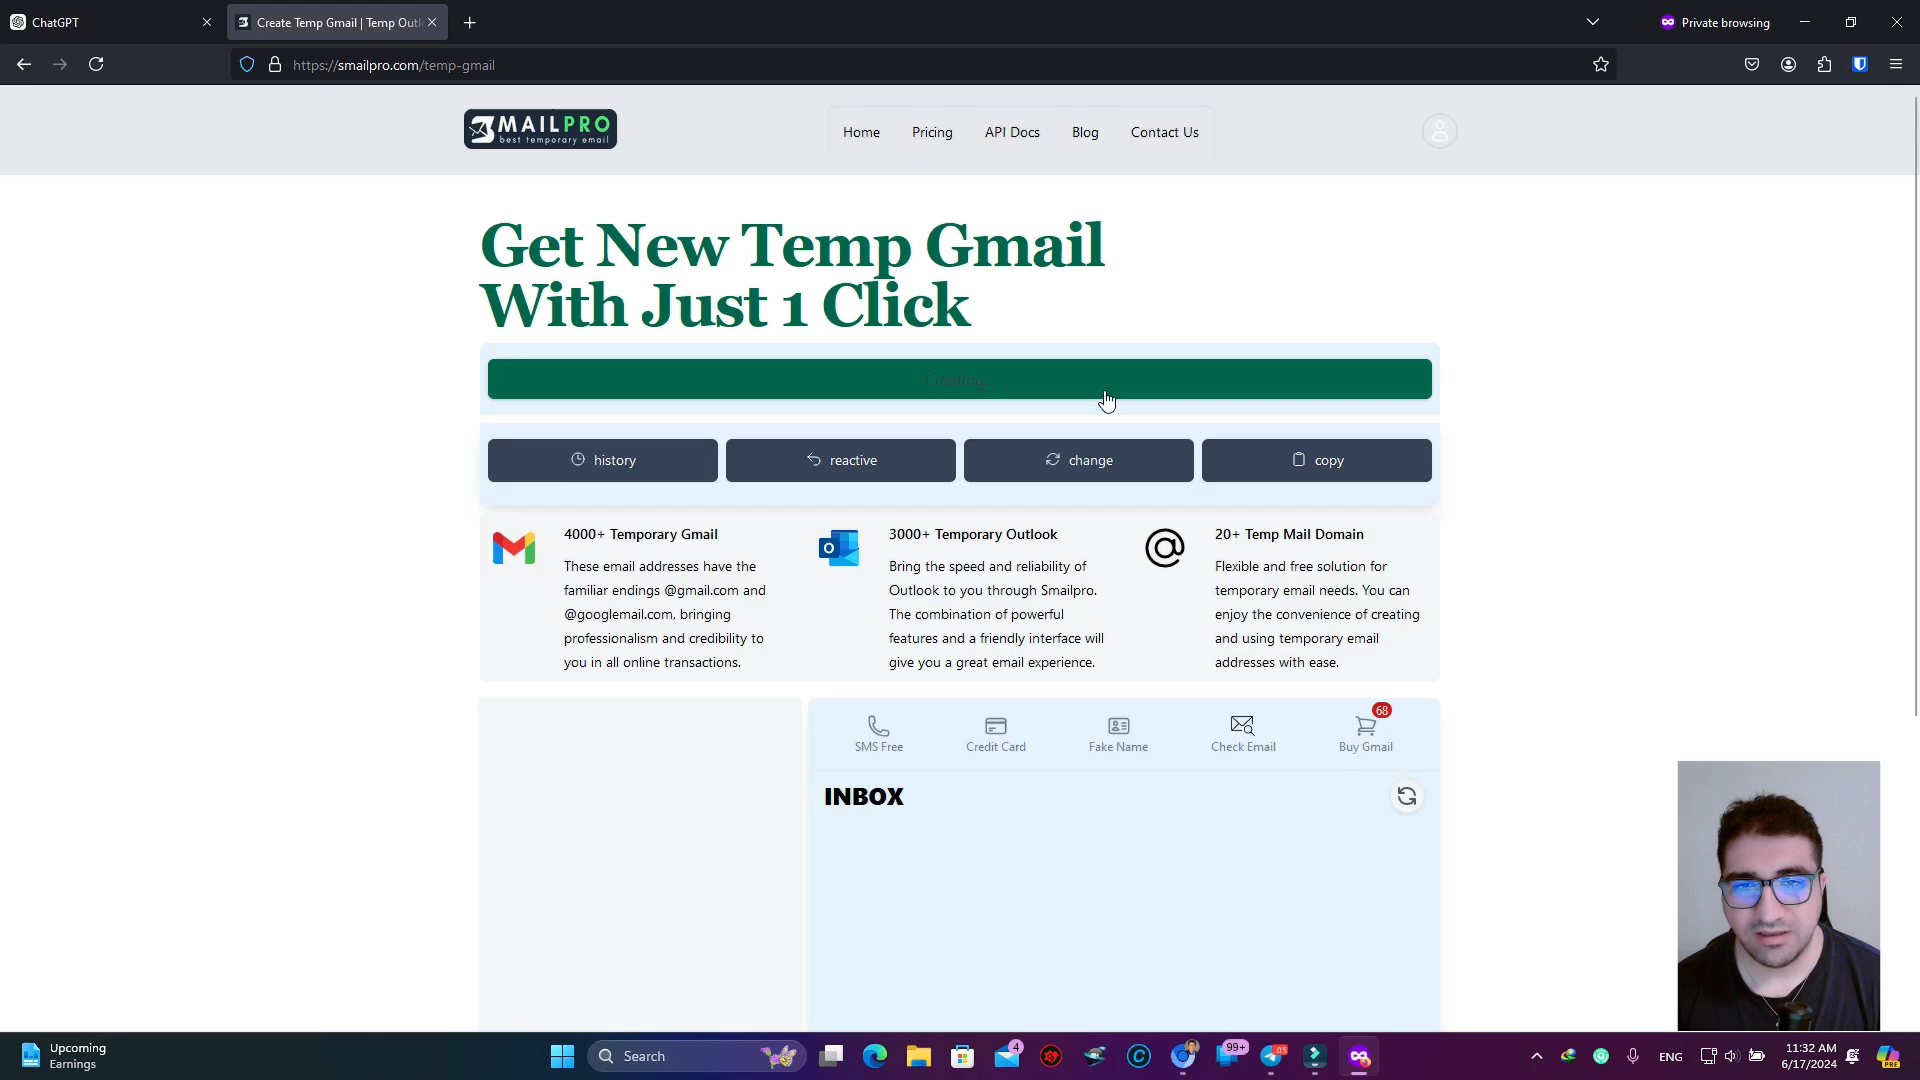 ChatGPT
Create Temp Gmail | Temp Outl
Private browsing
https://smailpro.com/temp-gmail
MAILPRO
best temporary email
Home
Pricing
API Docs
Blog
Contact Us
Get New Temp Gmail
With Just 1 Click
Creating...
history
reactive
change
copy
4000+ Temporary Gmail
These email addresses have the
familiar endings @gmail.com and
@googlemail.com, bringing
professionalism and credibility to
you in all online transactions.
3000+ Temporary Outlook
Bring the speed and reliability of
Outlook to you through Smailpro.
The combination of powerful
features and a friendly interface will
give you a great email experience.
20+ Temp Mail Domain
Flexible and free solution for
temporary email needs. You can
enjoy the convenience of creating
and using temporary email
addresses with ease.
SMS Free
Credit Card
Fake Name
Check Email
68
Buy Gmail
INBOX
Upcoming
Earnings
Search
4
99+
.05
ENG
11:32 AM
6/17/2024
PRE